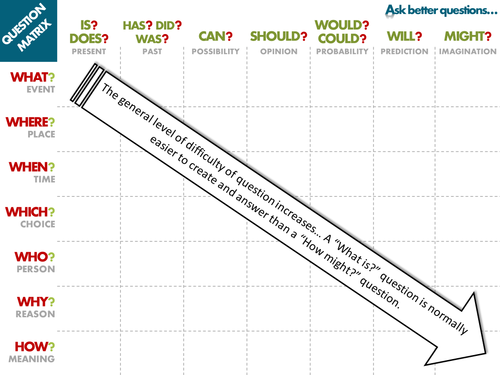 QUESTION
MATRIX
Ask better questions...
IS?
DOES?
PRESENT
HAS? DID?
WAS?
PAST
CAN?
POSSIBILITY
SHOULD?
OPINION
WOULD?
COULD?
PROBABILITY
WILL?
PREDICTION
MIGHT?
IMAGINATION
WHAT?
EVENT
WHERE?
PLACE
WHEN?
TIME
WHICH?
CHOICE
WHO?
PERSON
WHY?
REASON
HOW?
MEANING
The general level of difficulty of question increases... A "What is?" question is normally
easier to create and answer than a "How might?" question.